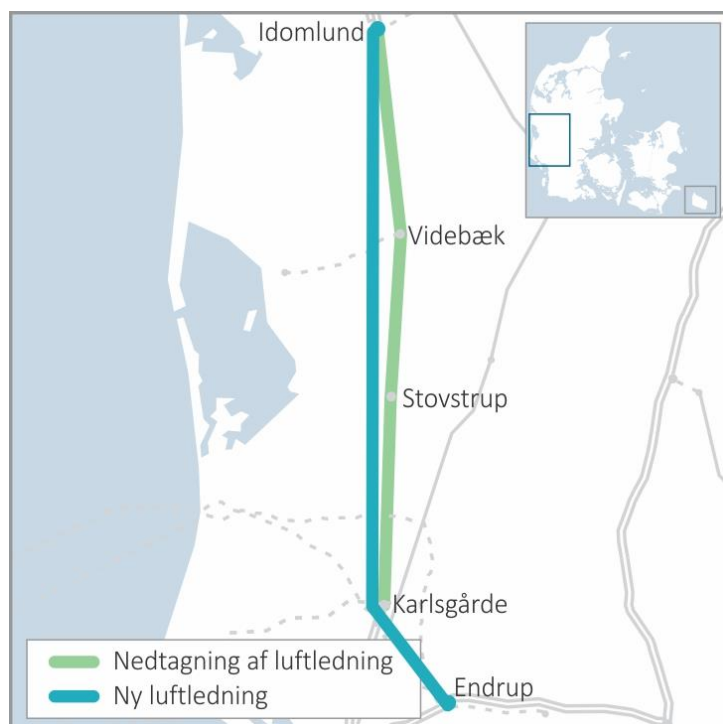 Idomlund
Videbæk
Stovstrup
Karlsgårde
Endrup
Nedtagning af luftledning
Ny luftledning